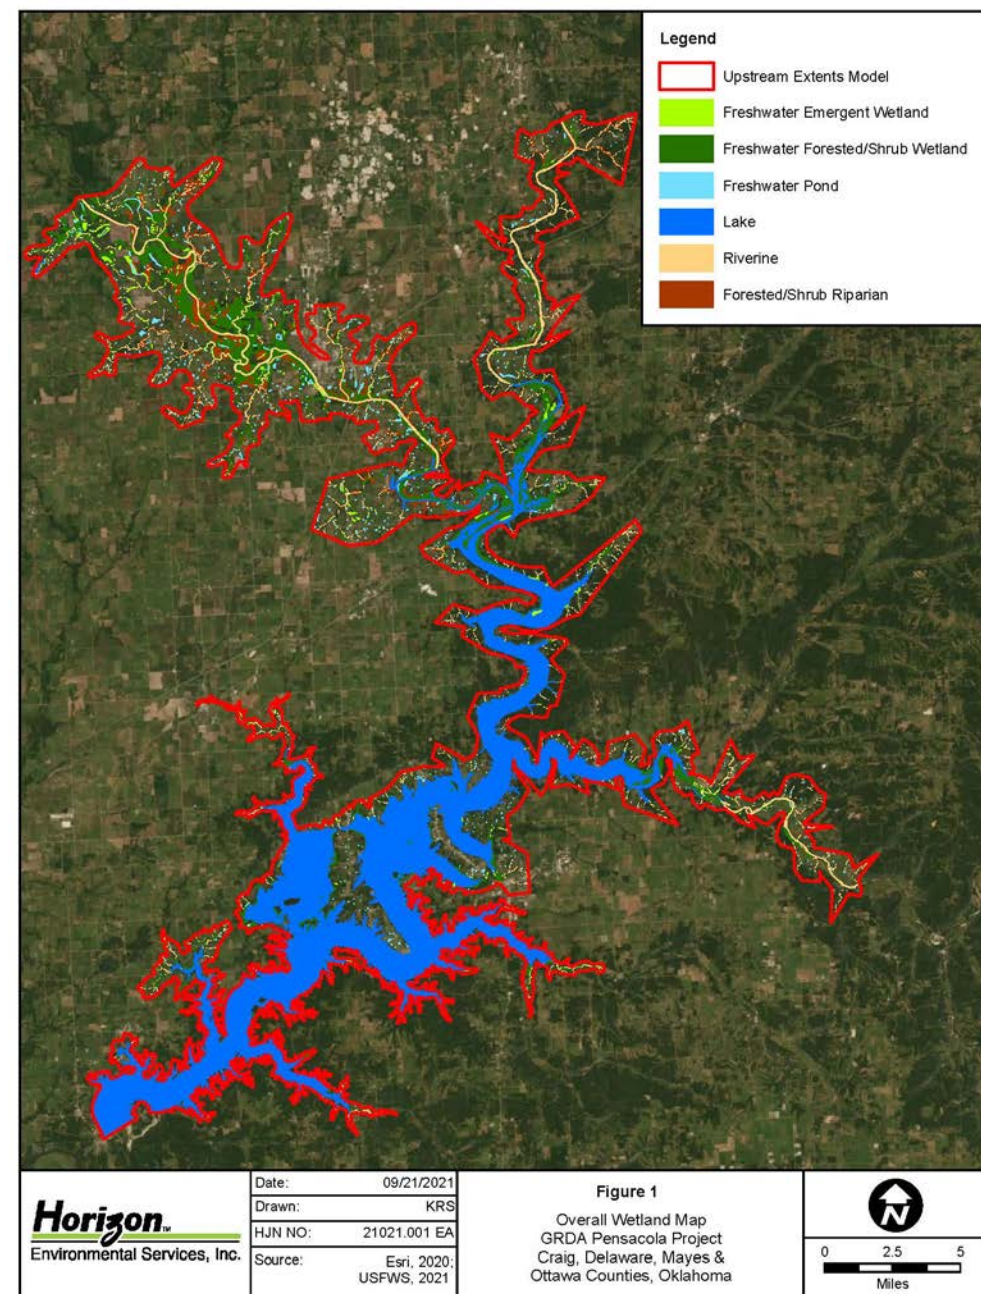 Legend
Upstream Extents Model
Freshwater Emergent Wetland
Freshwater Forested/Shrub Wetland
Freshwater Pond
Lake
Riverine
Forested/Shrub Riparian
Horizon TM
Environmental Services, Inc.
Date: 09/21/2021
Drawn: KRS
HJN NO: 21021.001 EA
Source: Esri, 2020;
USFWS, 2021
Figure 1
Overall Wetland Map
GRDA Pensacola Project
Craig, Delaware, Mayes &
Ottawa Counties, Oklahoma
N
0 2.5 5
Miles